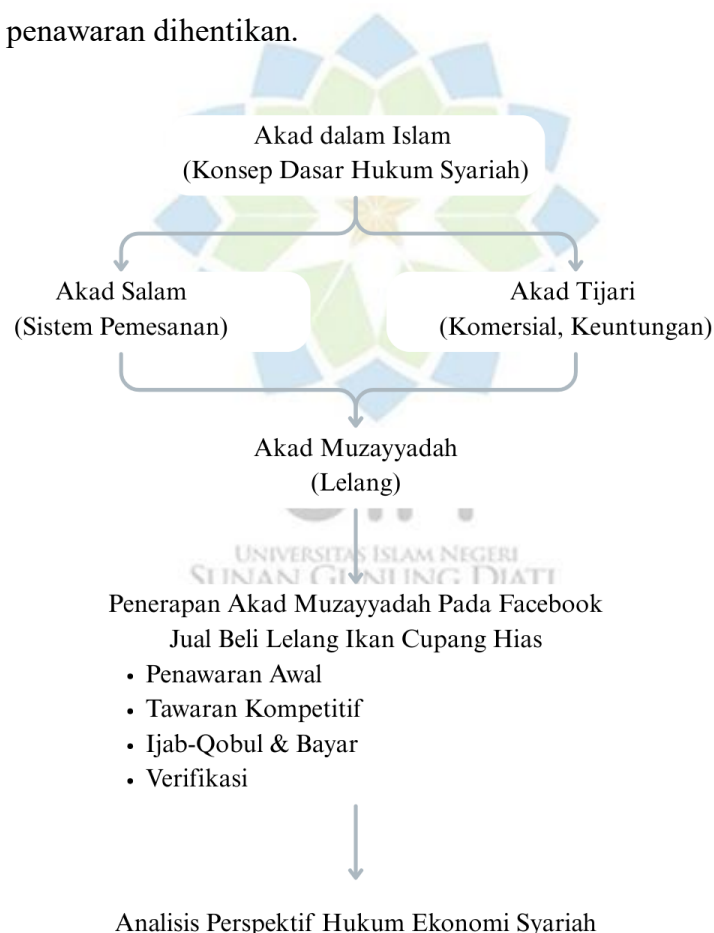 penawaran dihentikan.
Akad dalam Islam
(Konsep Dasar Hukum Syariah)
Akad Salam
(Sistem Pemesanan)
Akad Tijari
(Komersial, Keuntungan)
Akad Muzayyadah
(Lelang)
UNIVERSITAS ISLAM NEGERI
SUNAN GUNUNG DJATI
Penerapan Akad Muzayyadah Pada Facebook
Jual Beli Lelang Ikan Cupang Hias
• Penawaran Awal
• Tawaran Kompetitif
• Ijab-Qobul & Bayar
• Verifikasi
Analisis Perspektif Hukum Ekonomi Syariah